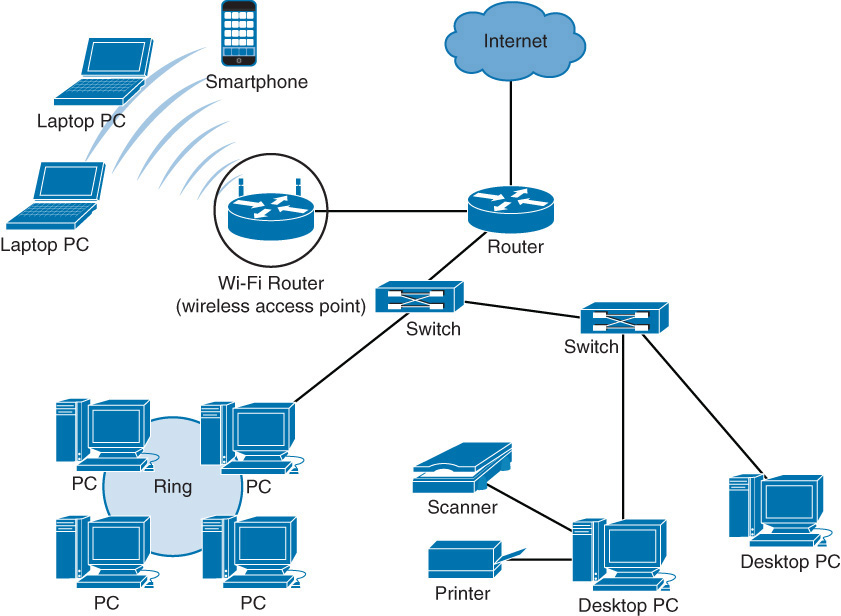 Smartphone
Internet
Laptop PC
Laptop PC
Router
Wi-Fi Router
(wireless access point)
Switch
Switch
PC
Ring
PC
Scanner
Desktop PC
Printer
PC
PC
Desktop PC